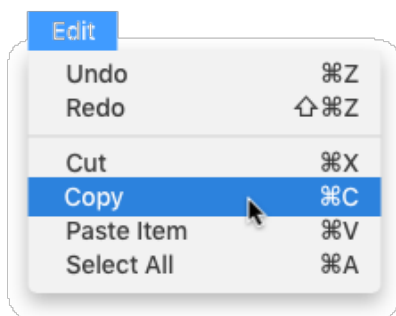 Edit
Undo ⌘Z
Redo ⇧⌘Z
Cut ⌘X
Copy ⌘C
Paste Item ⌘V
Select All ⌘A